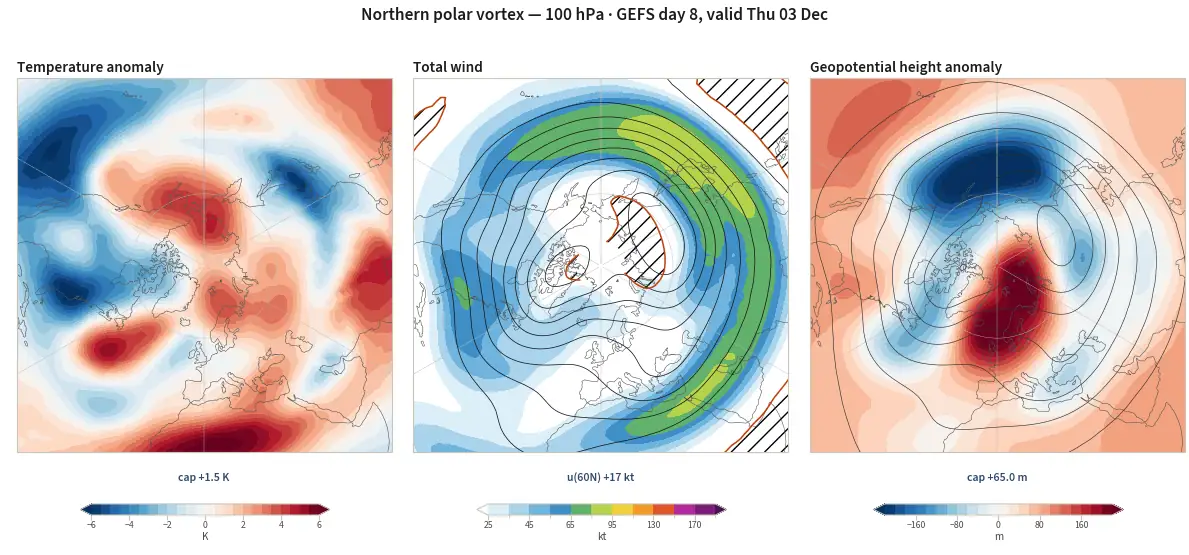 Northern polar vortex — 100 hPa · GEFS day 8, valid Thu 03 Dec
Temperature anomaly
Total wind
Geopotential height anomaly
cap +1.5 K
u(60N) +17 kt
cap +65.0 m
−6 −4 −2 0 2 4 6
K
25 45 65 95 130 170
kt
−160 −80 0 80 160
m